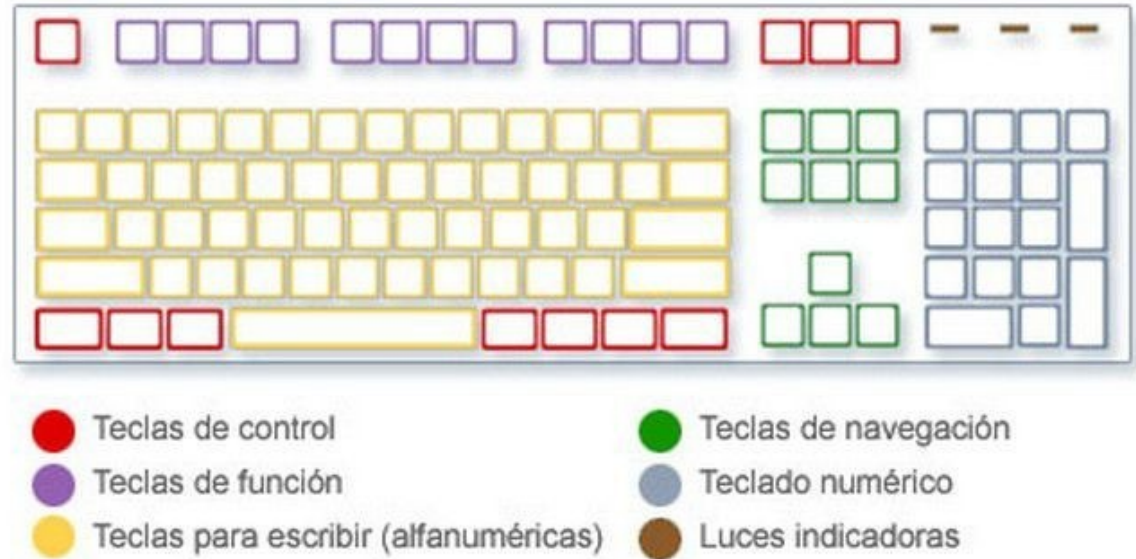 Teclas de control
Teclas de función
Teclas para escribir (alfanuméricas)
Teclas de navegación
Teclado numérico
Luces indicadoras